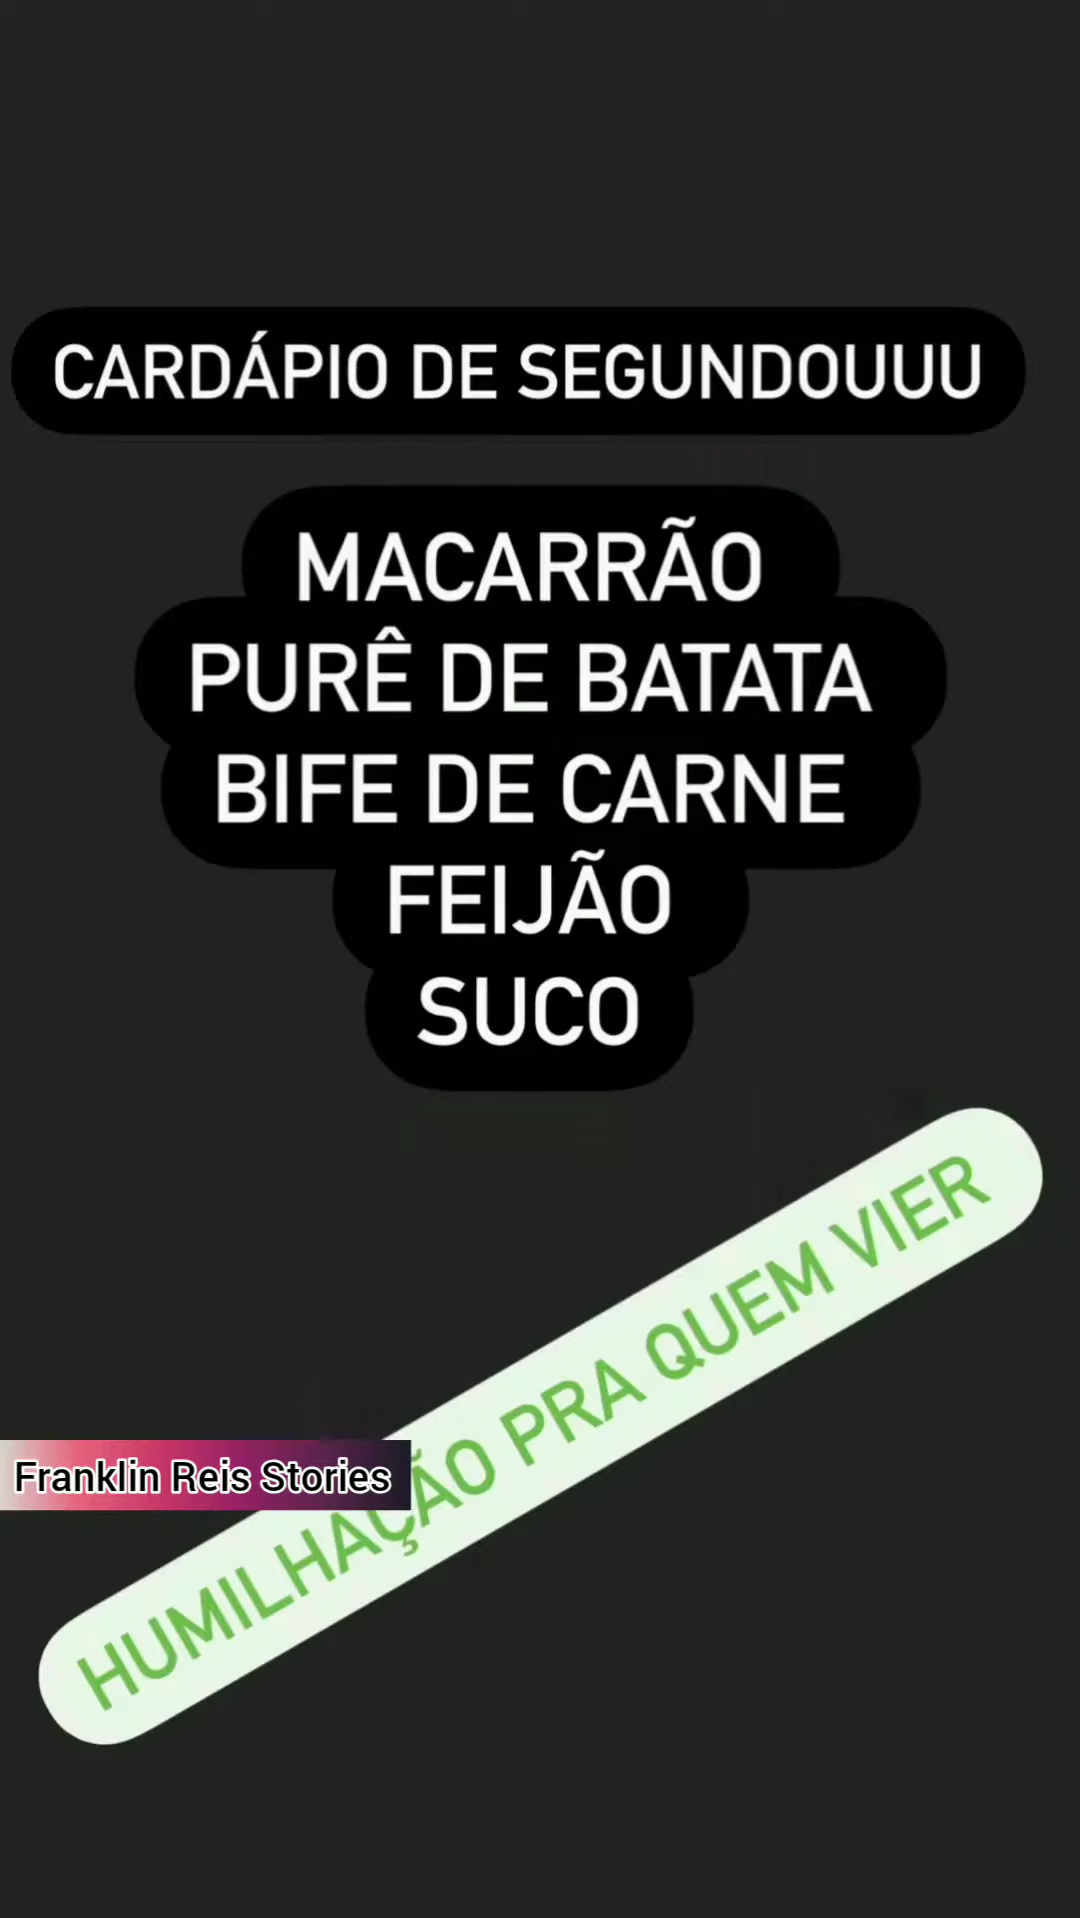 CARDÁPIO DE SEGUNDOUUU
MACARRÃO
PURÊ DE BATATA
BIFE DE CARNE
FEIJÃO
SUCO
HUMILHAÇÃO PRA QUEM VIER
Franklin Reis Stories